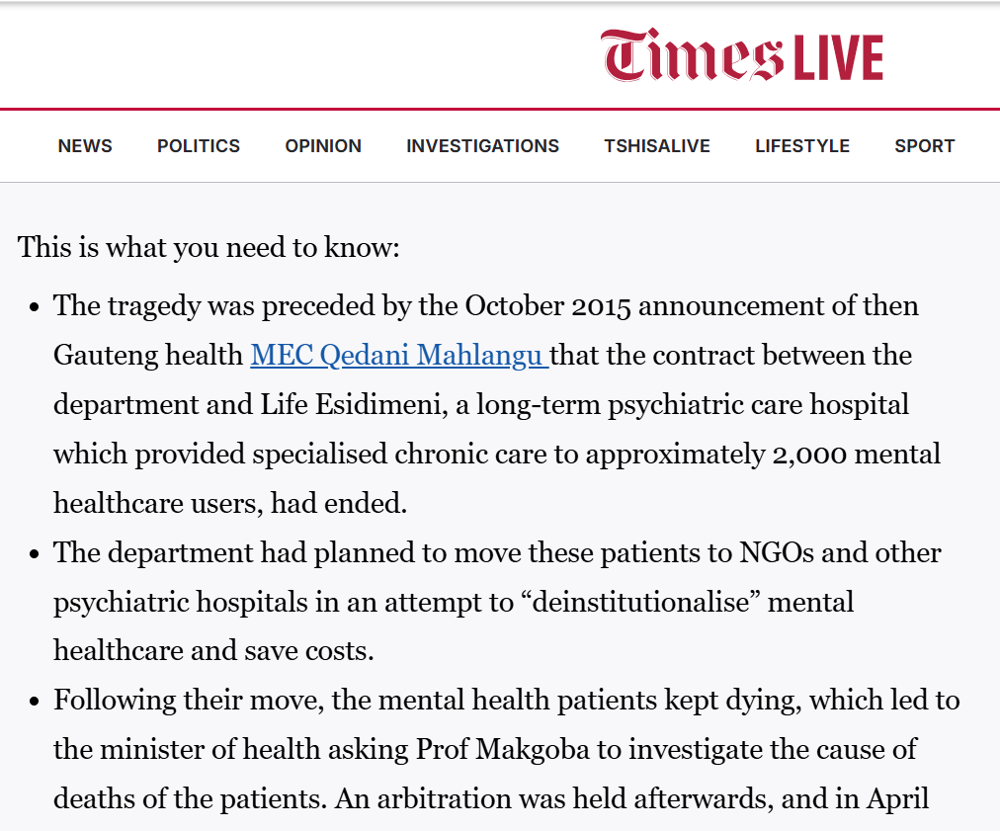 Times LIVE
NEWS POLITICS OPINION INVESTIGATIONS TSHISALIVE LIFESTYLE SPORT
This is what you need to know:
• The tragedy was preceded by the October 2015 announcement of then
Gauteng health MEC Qedani Mahlangu that the contract between the
department and Life Esidimeni, a long-term psychiatric care hospital
which provided specialised chronic care to approximately 2,000 mental
healthcare users, had ended.
• The department had planned to move these patients to NGOs and other
psychiatric hospitals in an attempt to “deinstitutionalise” mental
healthcare and save costs.
• Following their move, the mental health patients kept dying, which led to
the minister of health asking Prof Makgoba to investigate the cause of
deaths of the patients. An arbitration was held afterwards, and in April